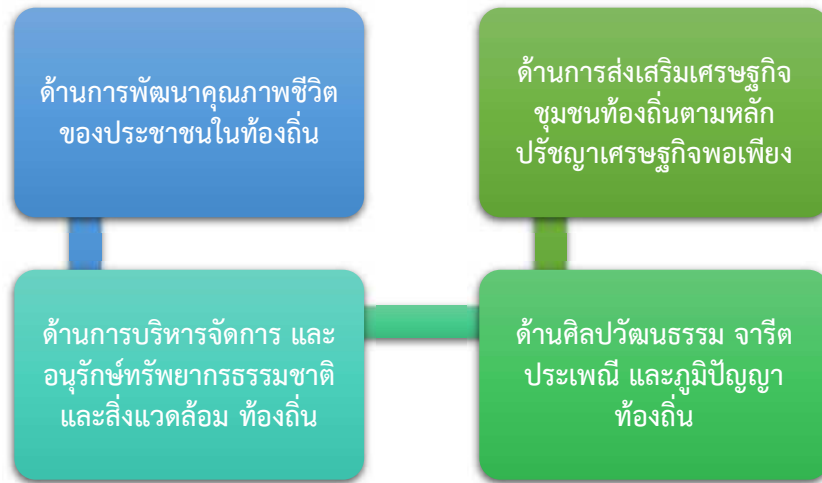 ด้านการพัฒนาคุณภาพชีวิต
ของประชาชนในท้องถิ่น
ด้านการบริหารจัดการ และ
อนุรักษ์ทรัพยากรธรรมชาติ
และสิ่งแวดล้อม ท้องถิ่น
ด้านศิลปวัฒนธรรม จารีต
ประเพณี และภูมิปัญญา
ท้องถิ่น
ด้านการส่งเสริมเศรษฐกิจ
ชุมชนท้องถิ่นตามหลัก
ปรัชญาเศรษฐกิจพอเพียง